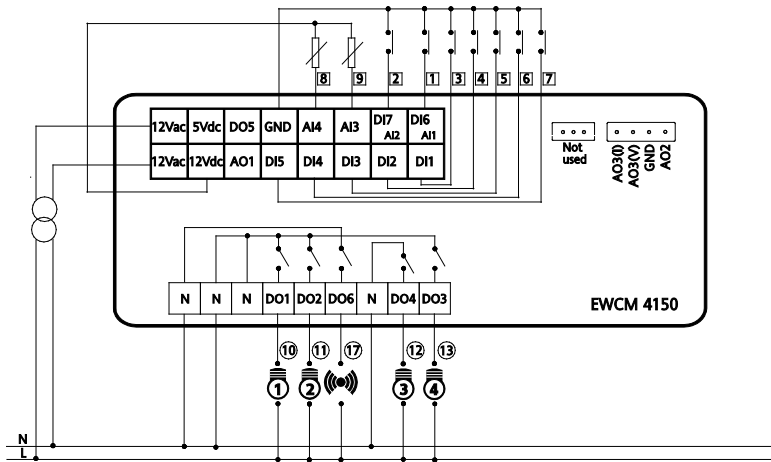 8 9 2 1 3 4 5 6 7
12Vac 5Vdc DO5 GND AI4 AI3 DI7 AI2 DI6 AI1
12Vac 12Vdc AO1 DI5 DI4 DI3 DI2 DI1
Not
used
AO3(I)
AO3(V)
GND
AO2
N N N DO1 DO2 DO6 N DO4 DO3
EWCM 4150
10 11 17 12 13
1 2 3 4
N
L